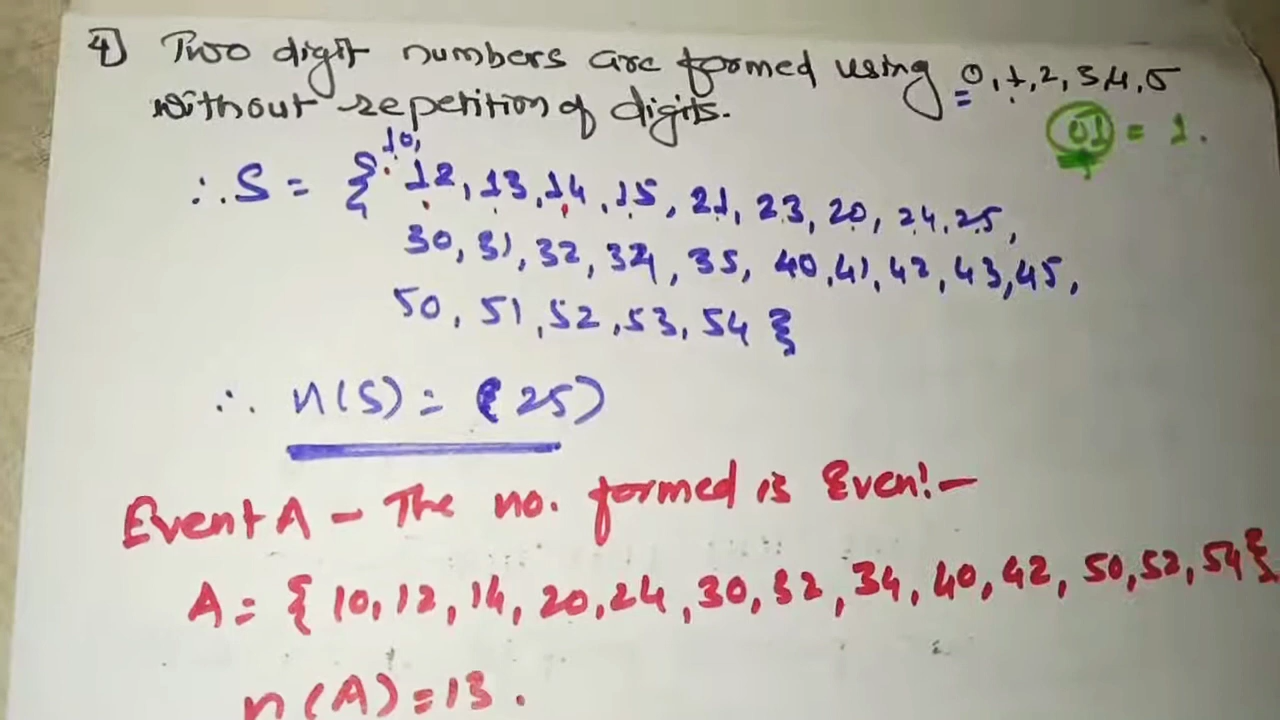 4] Two digit numbers are formed using 0,1,2,3,4,5
without repetition of digits.
01 = 1.
10,
∴ S = { 12, 13, 14, 15, 21, 23, 20, 24, 25,
30, 31, 32, 34, 35, 40, 41, 42, 43, 45,
50, 51, 52, 53, 54 }
∴ n(S) = (25)
Event A - The no. formed is Even:-
A = { 10, 12, 14, 20, 24, 30, 32, 34, 40, 42, 50, 52, 54}
n(A) = 13.